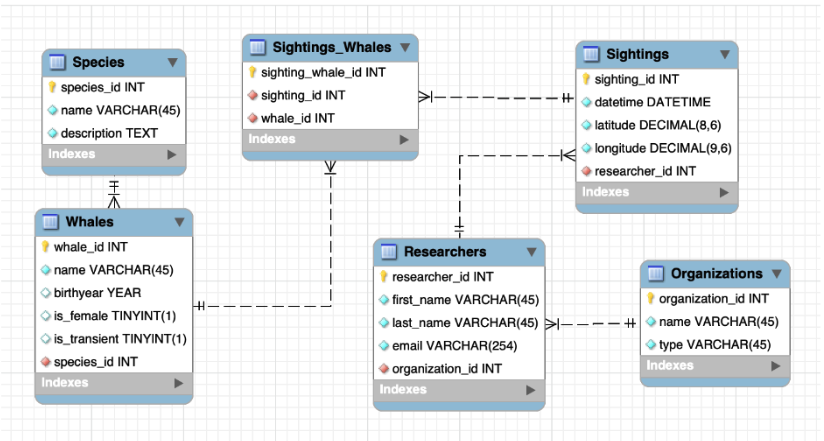 Species
species_id INT
name VARCHAR(45)
description TEXT
Indexes
Sightings_Whales
sighting_whale_id INT
sighting_id INT
whale_id INT
Indexes
Sightings
sighting_id INT
datetime DATETIME
latitude DECIMAL(8,6)
longitude DECIMAL(9,6)
researcher_id INT
Indexes
Whales
whale_id INT
name VARCHAR(45)
birthyear YEAR
is_female TINYINT(1)
is_transient TINYINT(1)
species_id INT
Indexes
Researchers
researcher_id INT
first_name VARCHAR(45)
last_name VARCHAR(45)
email VARCHAR(254)
organization_id INT
Indexes
Organizations
organization_id INT
name VARCHAR(45)
type VARCHAR(45)
Indexes